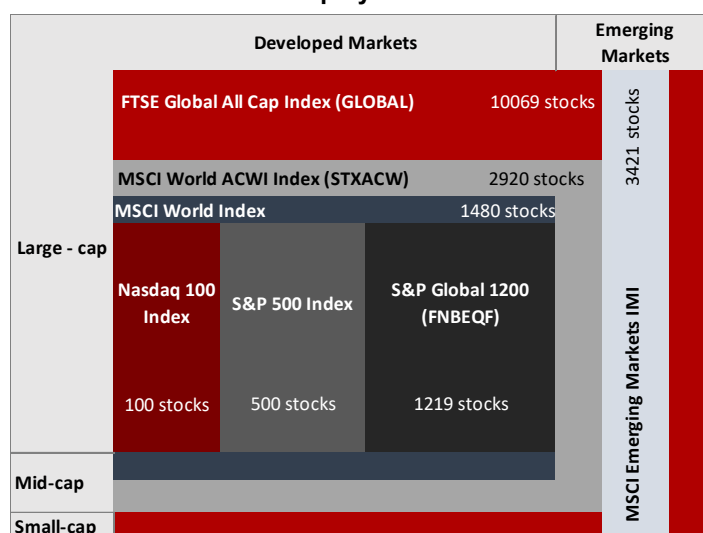 Developed Markets
Emerging
Markets
FTSE Global All Cap Index (GLOBAL) 10069 stocks
3421 stocks
MSCI World ACWI Index (STXACW) 2920 stocks
MSCI World Index 1480 stocks
Large - cap
Nasdaq 100
Index
S&P 500 Index
S&P Global 1200
(FNBEQF)
MSCI Emerging Markets IMI
100 stocks
500 stocks
1219 stocks
Mid-cap
Small-cap